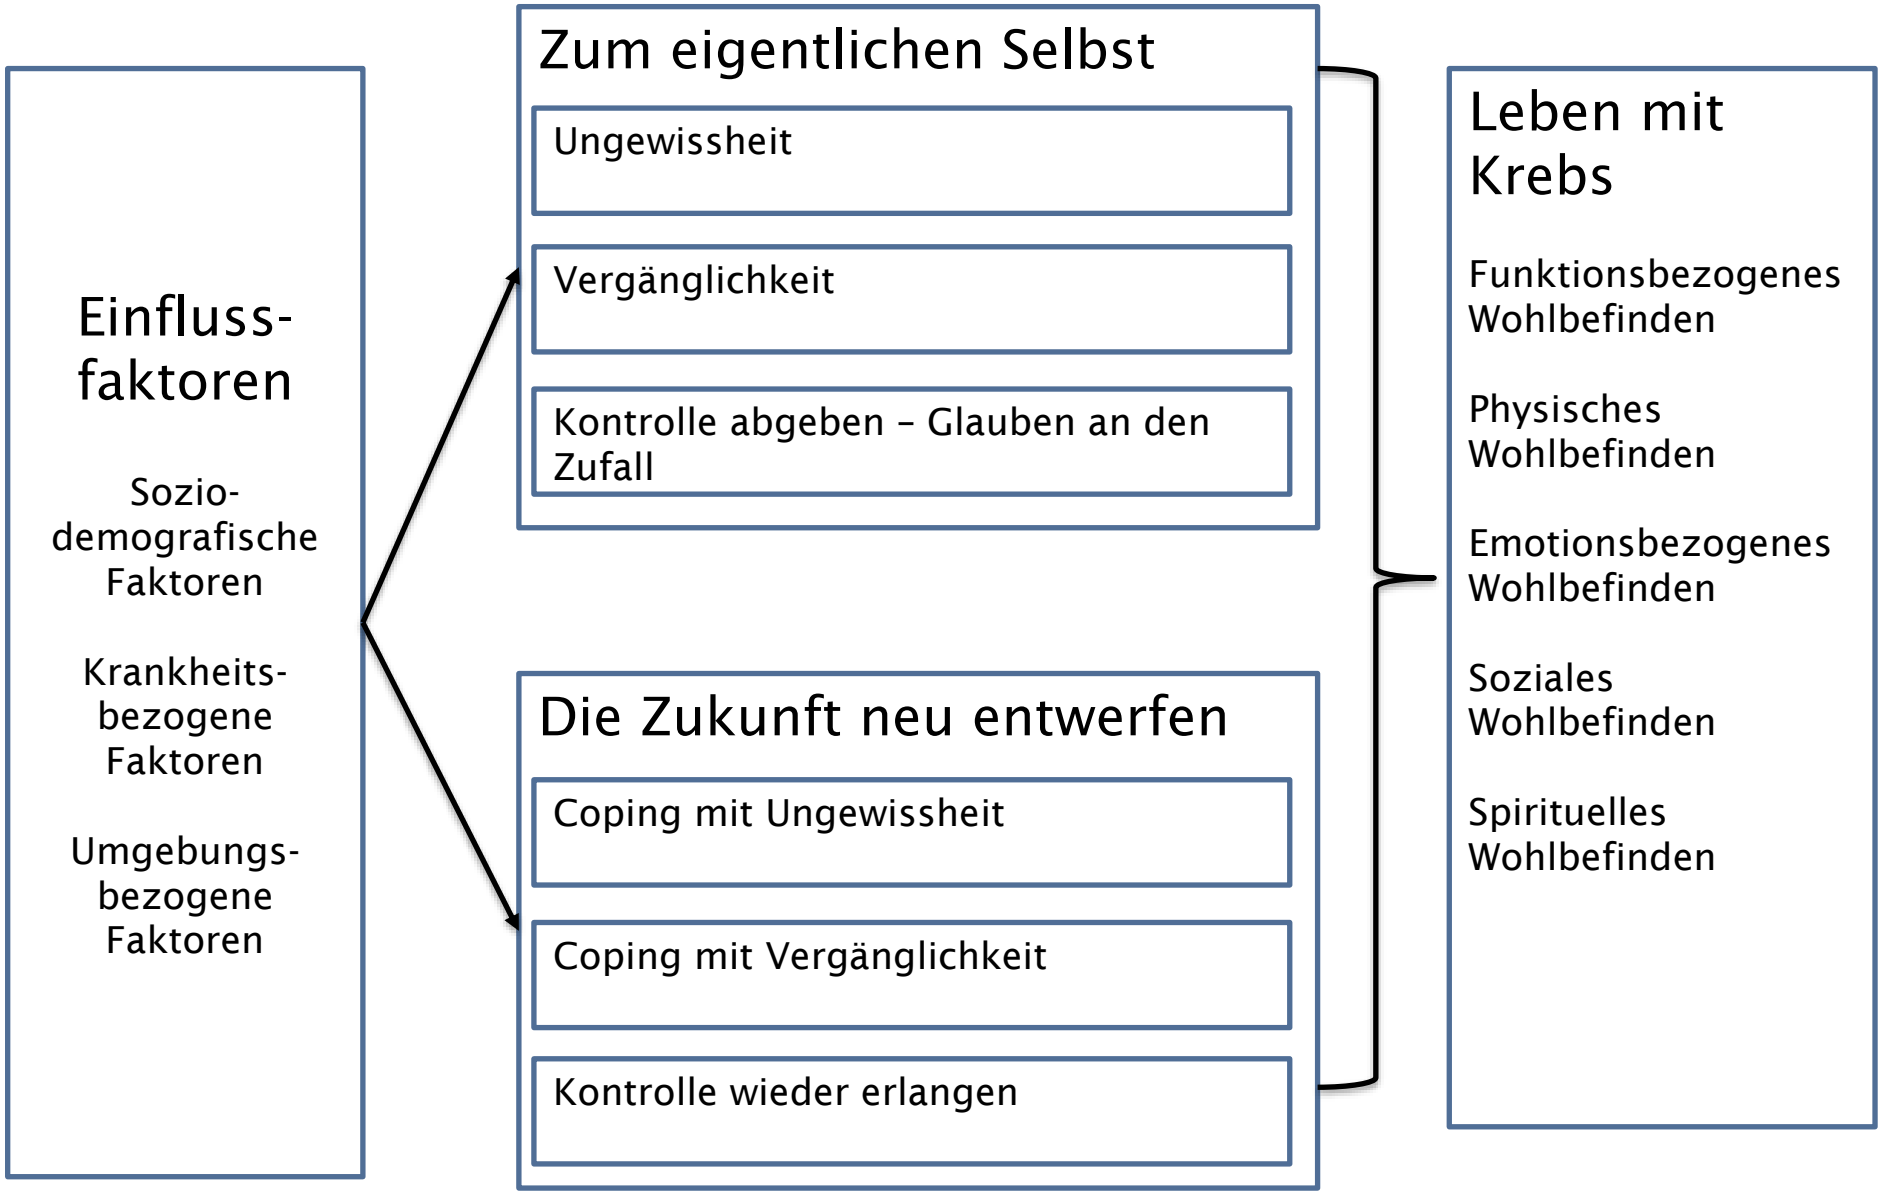 Einfluss-
faktoren
Sozio-
demografische
Faktoren
Krankheits-
bezogene
Faktoren
Umgebungs-
bezogene
Faktoren
Zum eigentlichen Selbst
Ungewissheit
Vergänglichkeit
Kontrolle abgeben – Glauben an den
Zufall
Die Zukunft neu entwerfen
Coping mit Ungewissheit
Coping mit Vergänglichkeit
Kontrolle wieder erlangen
Leben mit
Krebs
Funktionsbezogenes
Wohlbefinden
Physisches
Wohlbefinden
Emotionsbezogenes
Wohlbefinden
Soziales
Wohlbefinden
Spirituelles
Wohlbefinden